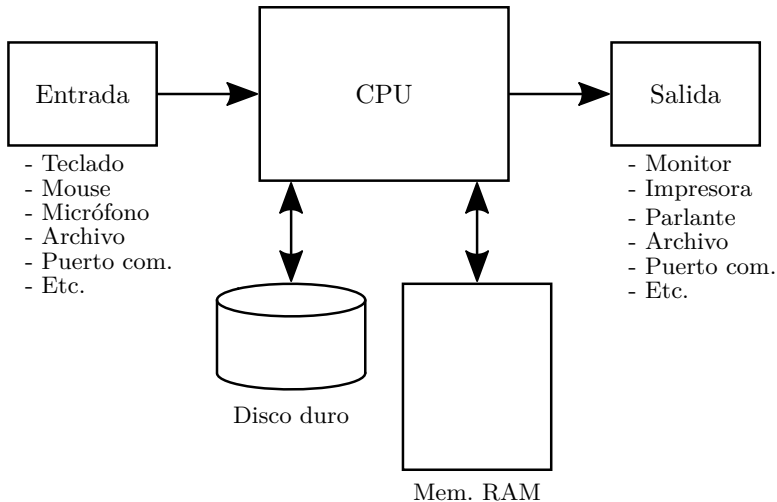 Entrada
CPU
Salida
- Teclado
- Mouse
- Micrófono
- Archivo
- Puerto com.
- Etc.
- Monitor
- Impresora
- Parlante
- Archivo
- Puerto com.
- Etc.
Disco duro
Mem. RAM